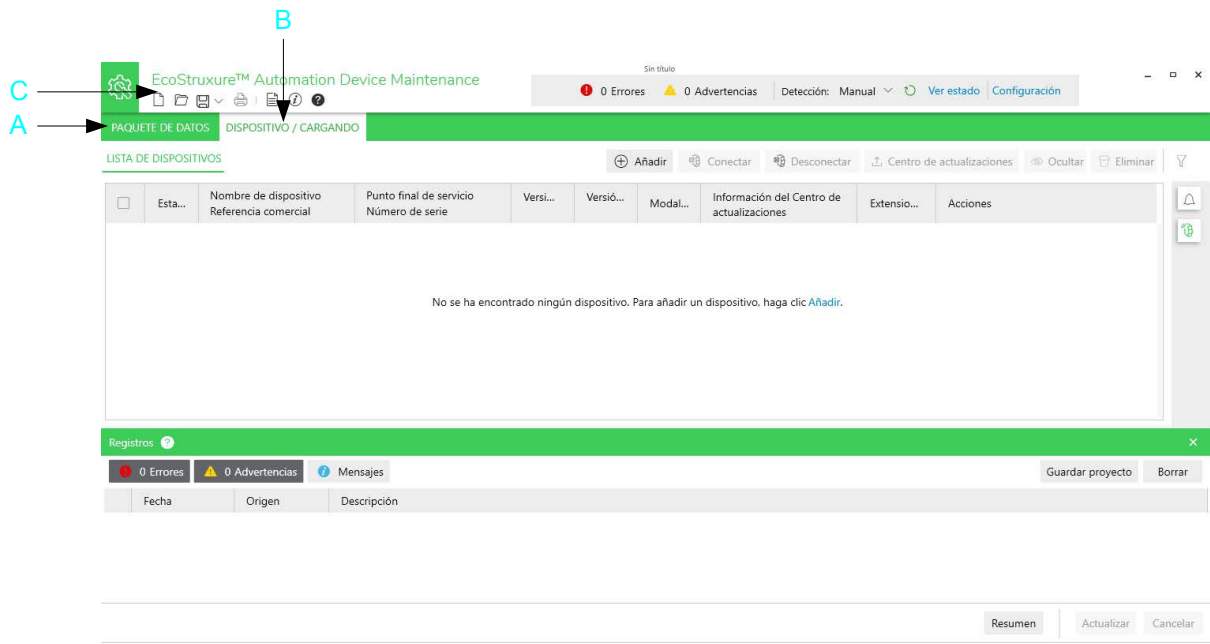 B
Sin título
EcoStruxure™ Automation Device Maintenance
C
0 Errores 0 Advertencias Detección: Manual Ver estado Configuración
A
PAQUETE DE DATOS DISPOSITIVO / CARGANDO
LISTA DE DISPOSITIVOS
Añadir Conectar Desconectar Centro de actualizaciones Ocultar Eliminar
Esta... Nombre de dispositivo Punto final de servicio Versi... Versió... Modal... Información del Centro de Extensio... Acciones
Referencia comercial Número de serie actualizaciones
No se ha encontrado ningún dispositivo. Para añadir un dispositivo, haga clic Añadir.
Registros
0 Errores 0 Advertencias Mensajes Guardar proyecto Borrar
Fecha Origen Descripción
Resumen Actualizar Cancelar